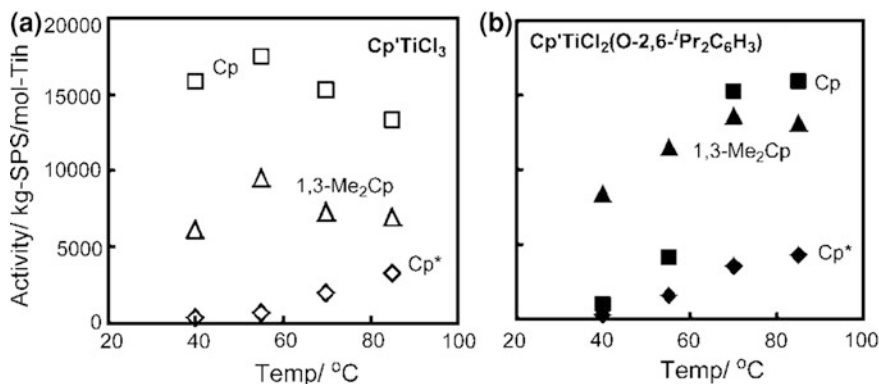 (a)
Cp'TiCl3
20000
15000
10000
5000
0
Activity/ kg-SPS/mol-Tih
Cp
1,3-Me2Cp
Cp*
20 40 60 80 100
Temp/ °C
(b)
Cp'TiCl2(O-2,6-iPr2C6H3)
Cp
1,3-Me2Cp
Cp*
20 40 60 80 100
Temp/ °C